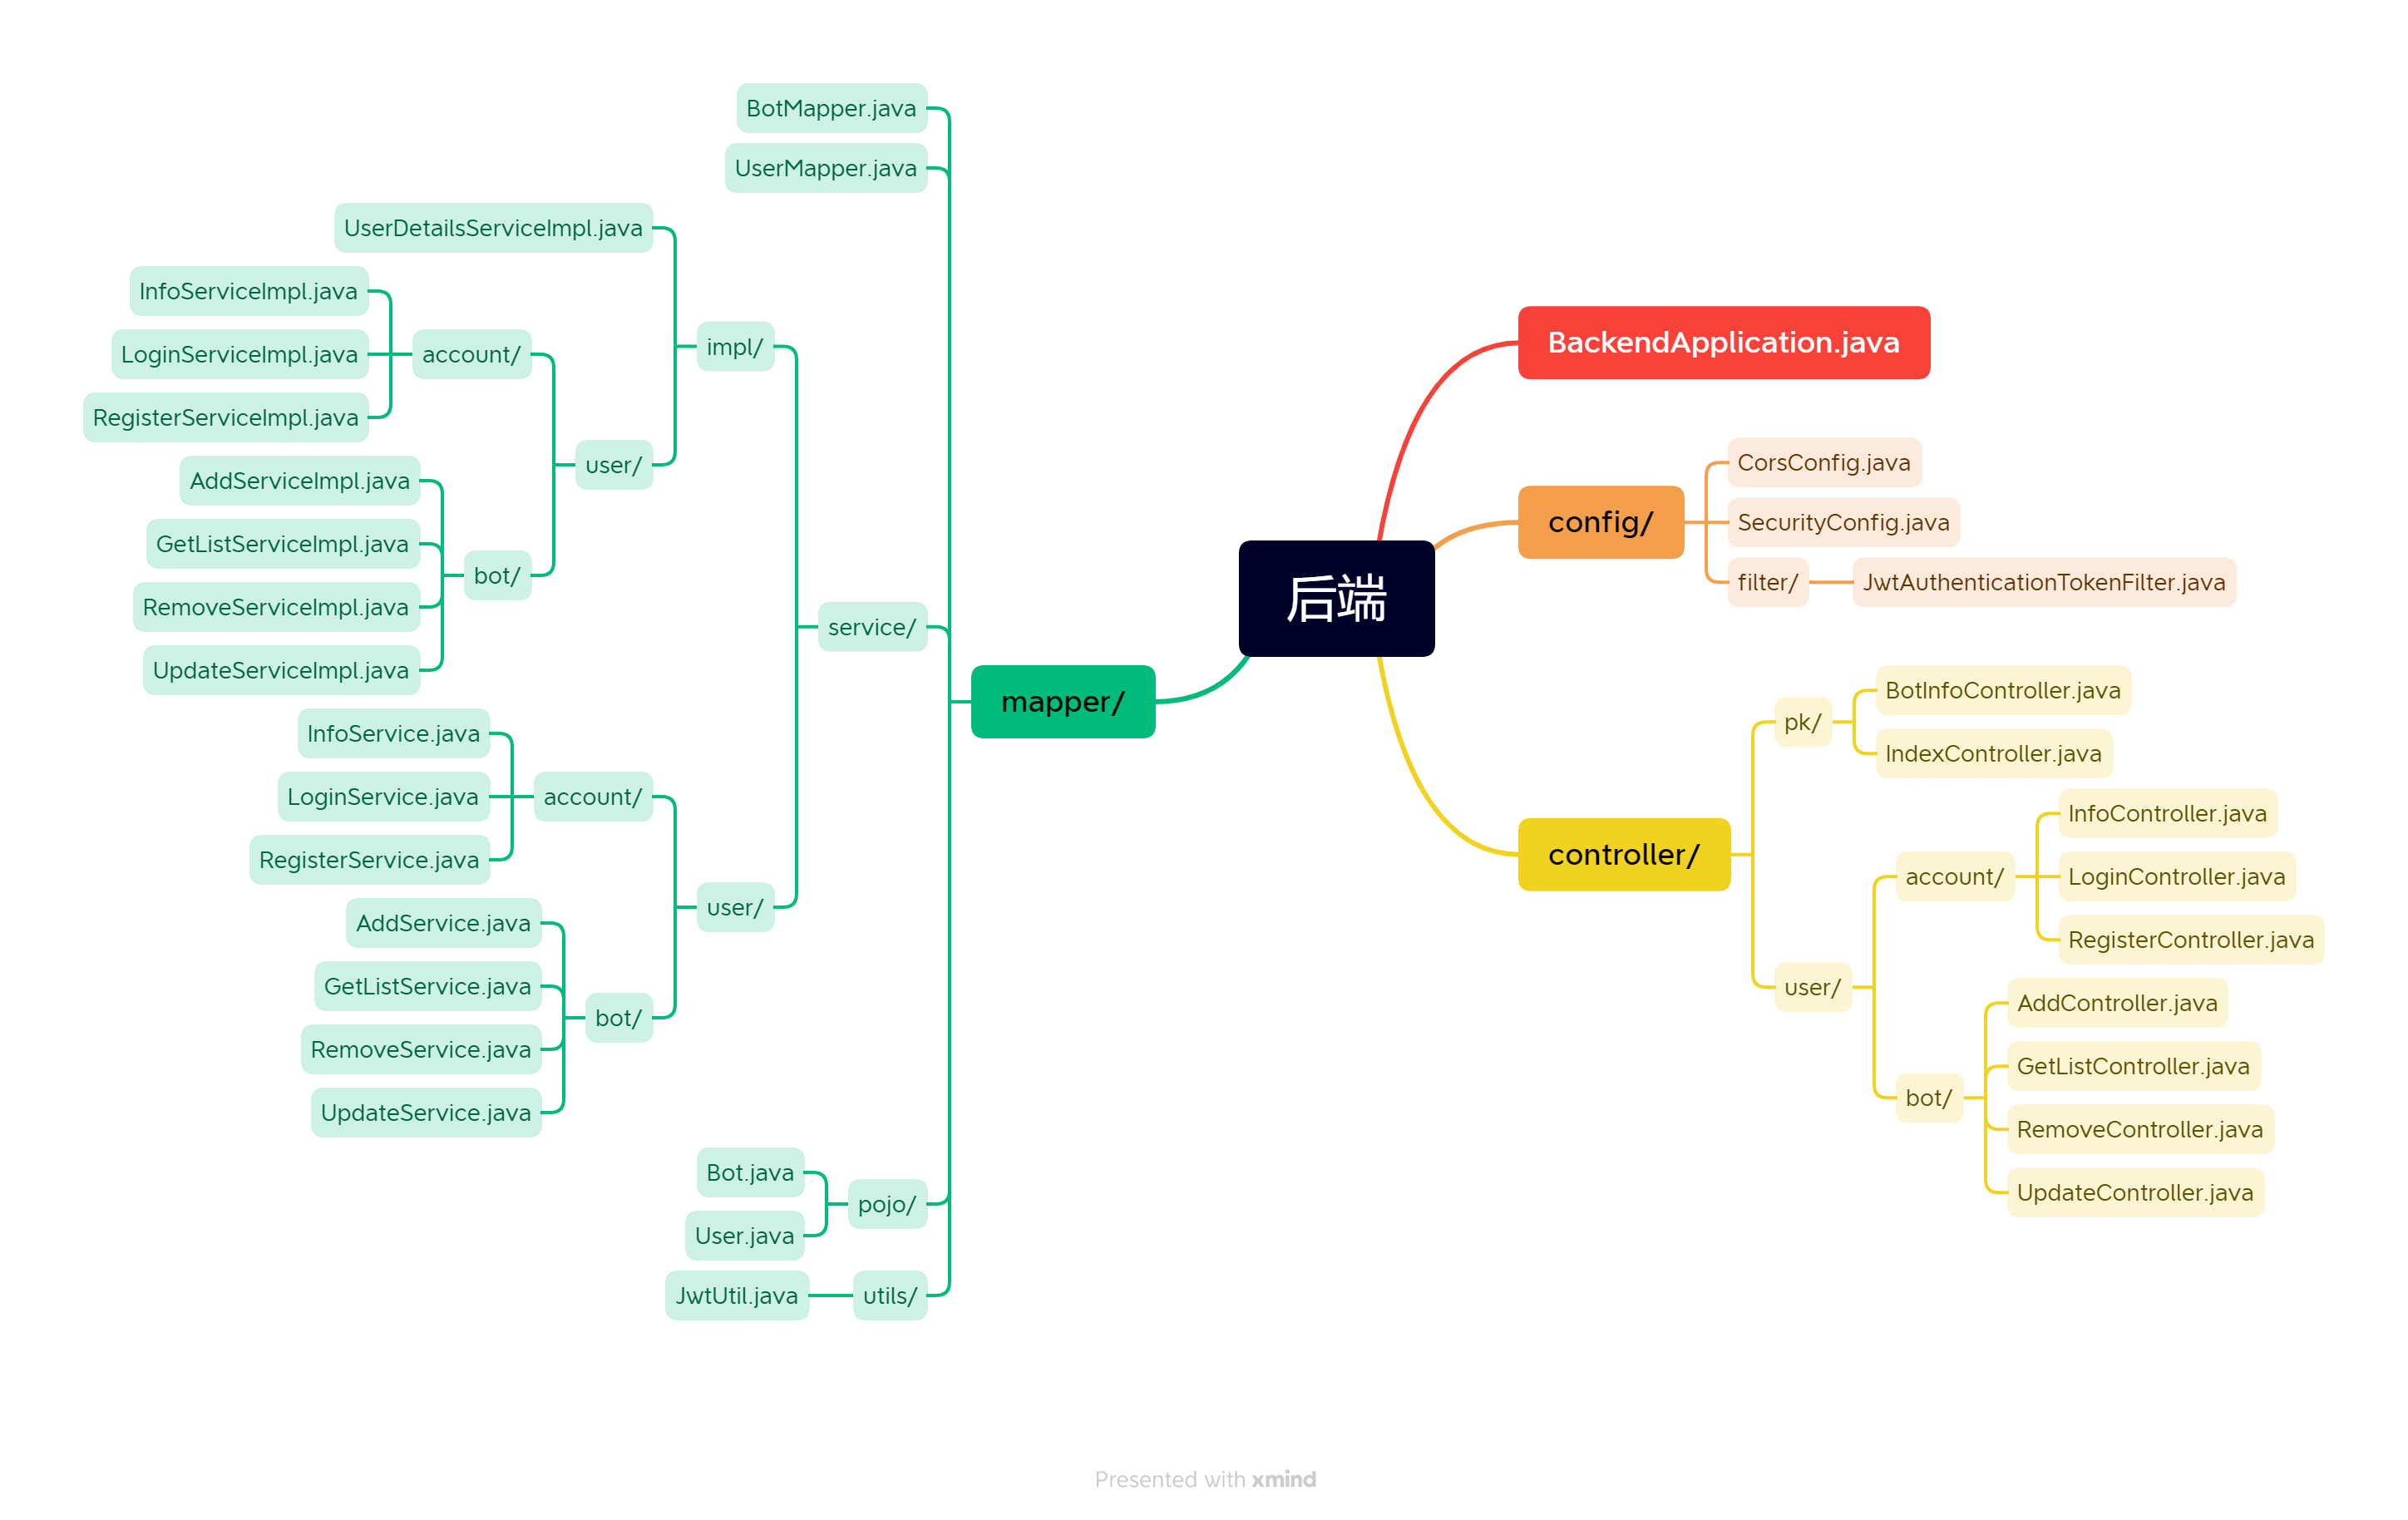 BotMapper.java
UserMapper.java
UserDetailsServiceImpl.java
InfoServiceImpl.java
LoginServiceImpl.java
RegisterServiceImpl.java
account/
AddServiceImpl.java
GetListServiceImpl.java
RemoveServiceImpl.java
UpdateServiceImpl.java
bot/
user/
impl/
InfoService.java
LoginService.java
RegisterService.java
account/
AddService.java
GetListService.java
RemoveService.java
UpdateService.java
bot/
user/
service/
Bot.java
User.java
pojo/
JwtUtil.java
utils/
mapper/
后端
BackendApplication.java
config/
CorsConfig.java
SecurityConfig.java
filter/
JwtAuthenticationTokenFilter.java
controller/
pk/
BotInfoController.java
IndexController.java
user/
account/
InfoController.java
LoginController.java
RegisterController.java
bot/
AddController.java
GetListController.java
RemoveController.java
UpdateController.java
Presented with xmind